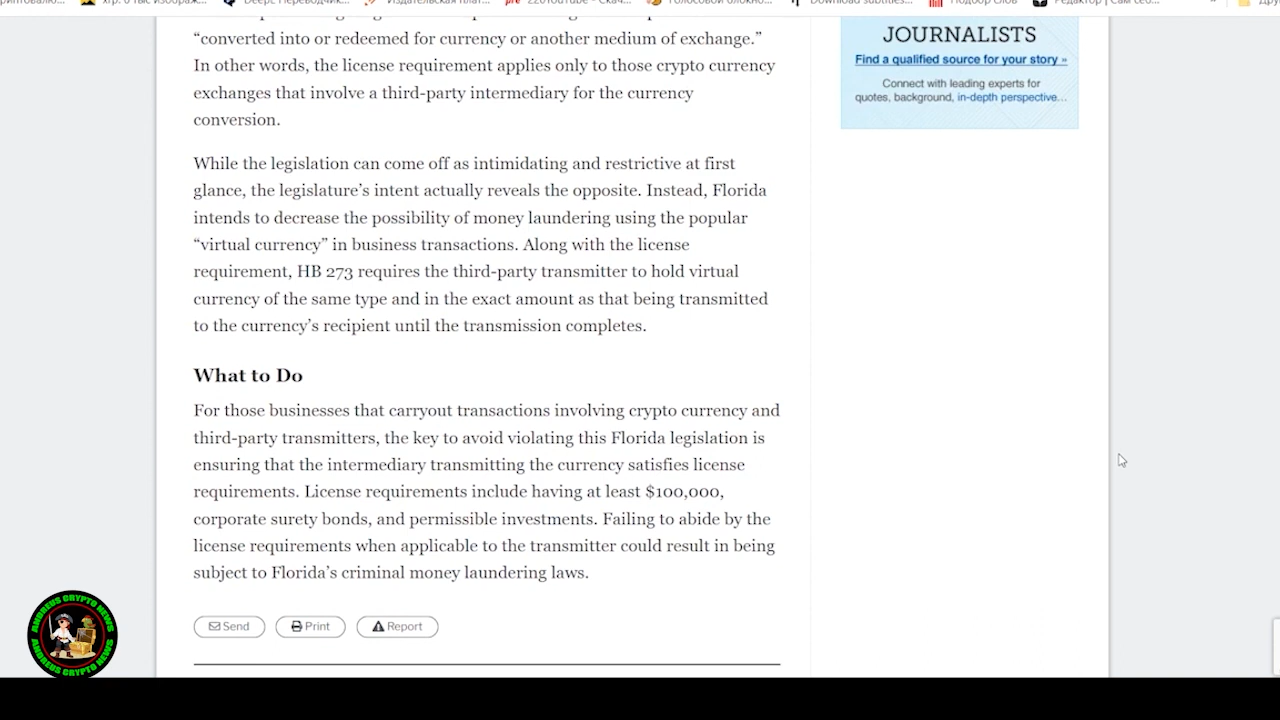 Download subtitles...
"converted into or redeemed for currency or another medium of exchange."
In other words, the license requirement applies only to those crypto currency
exchanges that involve a third-party intermediary for the currency
conversion.
While the legislation can come off as intimidating and restrictive at first
glance, the legislature's intent actually reveals the opposite. Instead, Florida
intends to decrease the possibility of money laundering using the popular
"virtual currency" in business transactions. Along with the license
requirement, HB 273 requires the third-party transmitter to hold virtual
currency of the same type and in the exact amount as that being transmitted
to the currency's recipient until the transmission completes.
What to Do
For those businesses that carryout transactions involving crypto currency and
third-party transmitters, the key to avoid violating this Florida legislation is
ensuring that the intermediary transmitting the currency satisfies license
requirements. License requirements include having at least $100,000,
corporate surety bonds, and permissible investments. Failing to abide by the
license requirements when applicable to the transmitter could result in being
subject to Florida's criminal money laundering laws.
Send Print Report
JOURNALISTS
Find a qualified source for your story »
Connect with leading experts for
quotes, background, in-depth perspective...
ANDREUS CRYPTO NEWS
ANDREUS CRYPTO NEWS